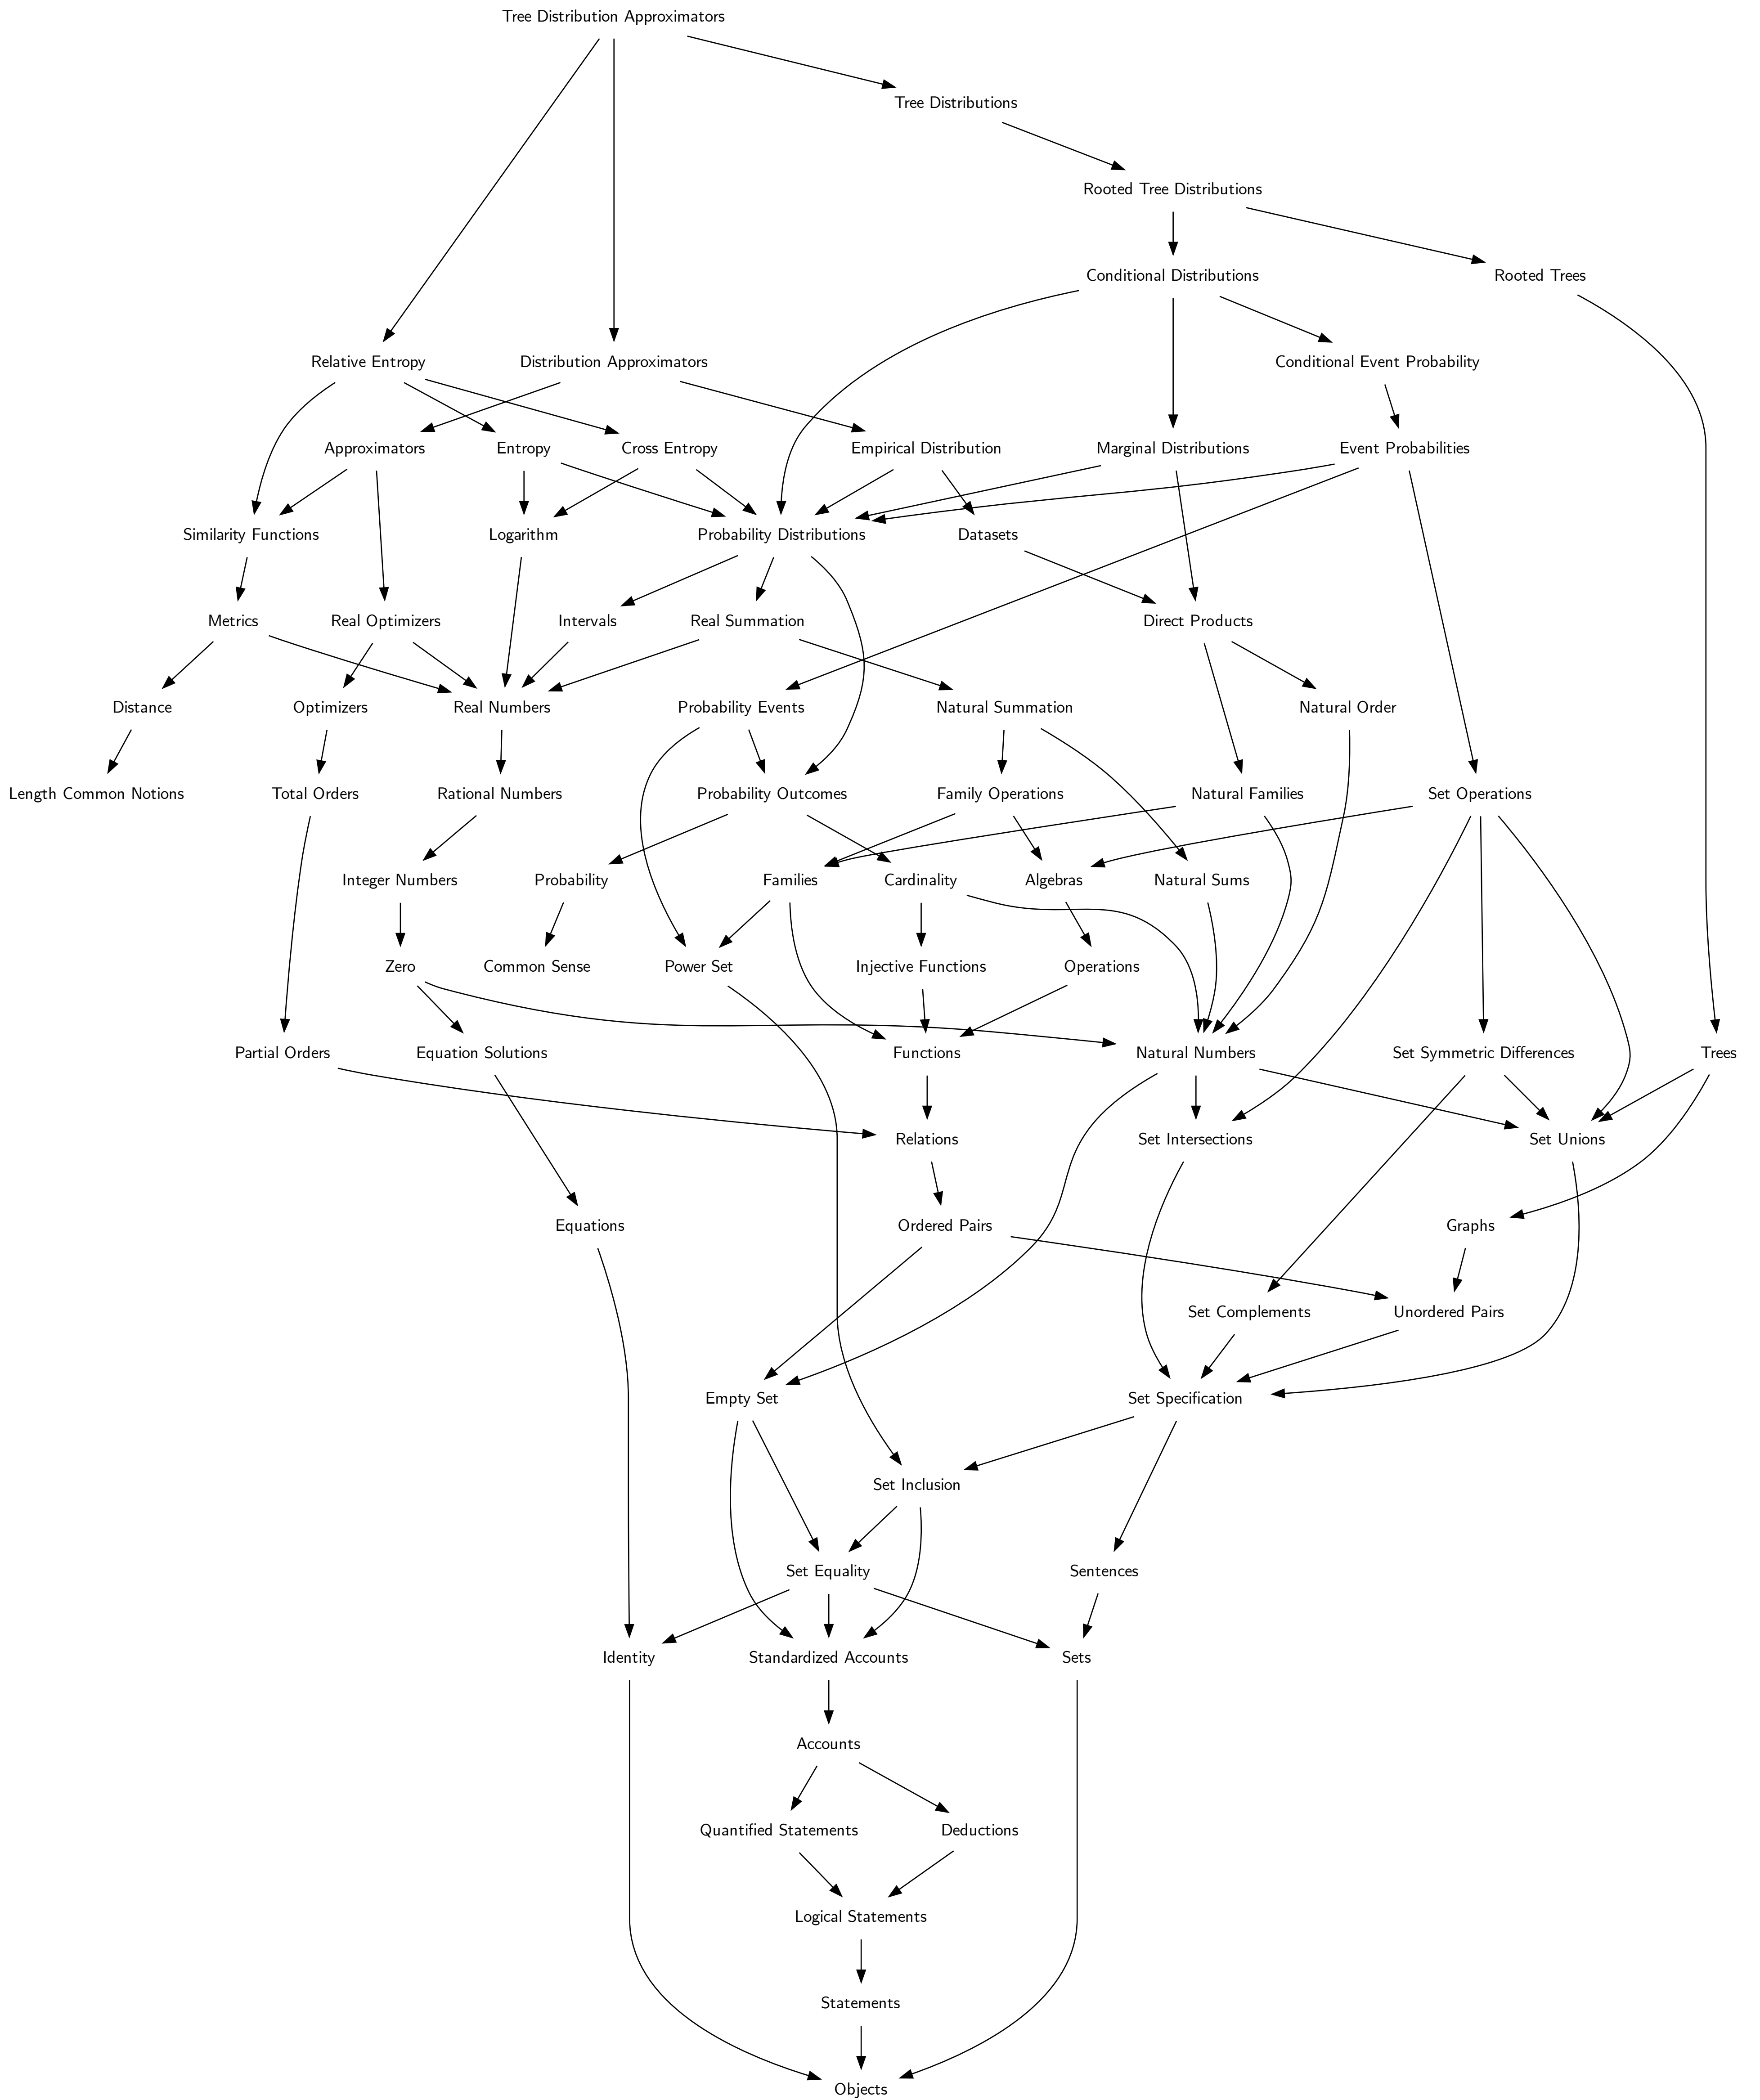 Tree Distribution Approximators
Tree Distributions
Rooted Tree Distributions
Conditional Distributions
Rooted Trees
Relative Entropy
Distribution Approximators
Conditional Event Probability
Approximators
Entropy
Cross Entropy
Empirical Distribution
Marginal Distributions
Event Probabilities
Similarity Functions
Logarithm
Probability Distributions
Datasets
Metrics
Real Optimizers
Intervals
Real Summation
Direct Products
Distance
Optimizers
Real Numbers
Probability Events
Natural Summation
Natural Order
Length Common Notions
Total Orders
Rational Numbers
Probability Outcomes
Family Operations
Natural Families
Set Operations
Integer Numbers
Probability
Families
Cardinality
Algebras
Natural Sums
Zero
Common Sense
Power Set
Injective Functions
Operations
Partial Orders
Equation Solutions
Functions
Natural Numbers
Set Symmetric Differences
Trees
Relations
Set Intersections
Set Unions
Equations
Ordered Pairs
Graphs
Set Complements
Unordered Pairs
Empty Set
Set Specification
Set Inclusion
Set Equality
Sentences
Identity
Standardized Accounts
Sets
Accounts
Quantified Statements
Deductions
Logical Statements
Statements
Objects